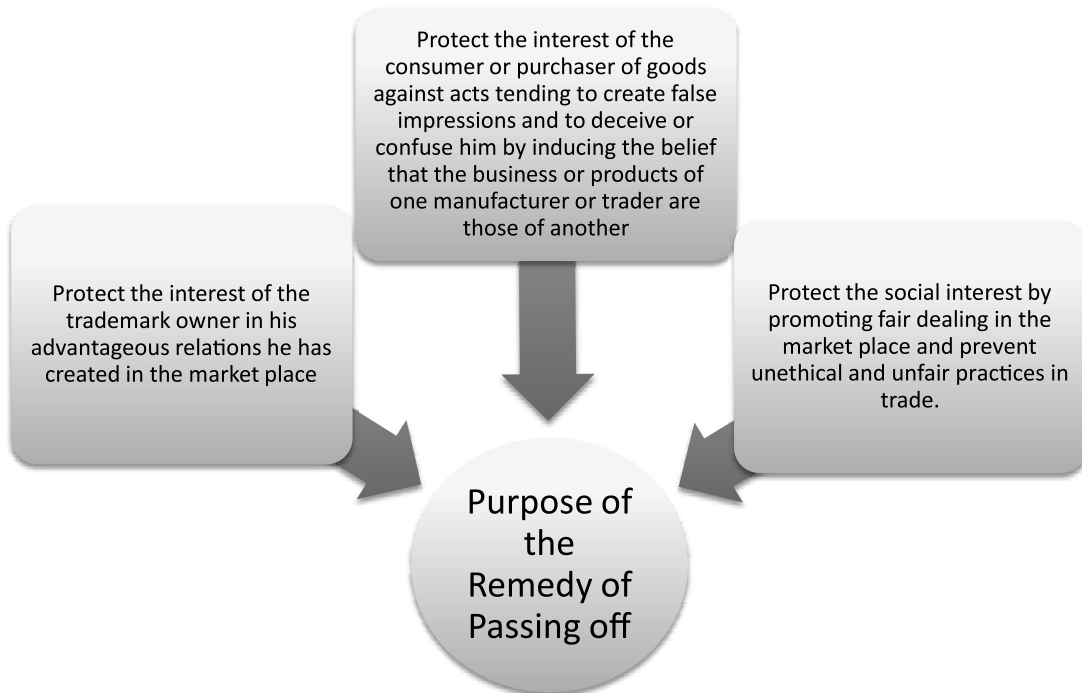 Protect the interest of the
consumer or purchaser of goods
against acts tending to create false
impressions and to deceive or
confuse him by inducing the belief
that the business or products of
one manufacturer or trader are
those of another
Protect the interest of the
trademark owner in his
advantageous relations he has
created in the market place
Protect the social interest by
promoting fair dealing in the
market place and prevent
unethical and unfair practices in
trade.
Purpose of
the
Remedy of
Passing off